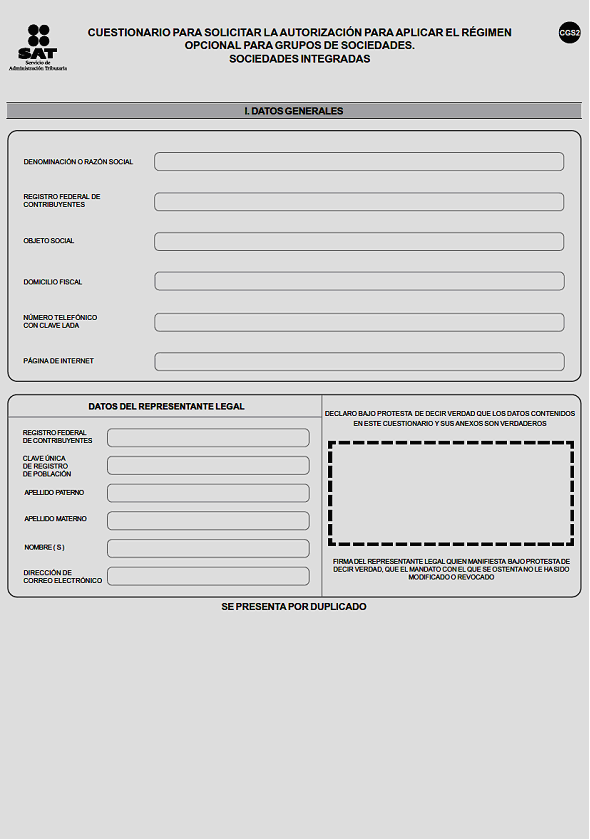 CUESTIONARIO PARA SOLICITAR LA AUTORIZACIÓN PARA APLICAR EL RÉGIMEN
OPCIONAL PARA GRUPOS DE SOCIEDADES.
SOCIEDADES INTEGRADAS
CGS2
SAT
Servicio de
Administración Tributaria
I. DATOS GENERALES
DENOMINACIÓN O RAZÓN SOCIAL
REGISTRO FEDERAL DE
CONTRIBUYENTES
OBJETO SOCIAL
DOMICILIO FISCAL
NÚMERO TELEFÓNICO
CON CLAVE LADA
PÁGINA DE INTERNET
DATOS DEL REPRESENTANTE LEGAL
REGISTRO FEDERAL
DE CONTRIBUYENTES
CLAVE ÚNICA
DE REGISTRO
DE POBLACIÓN
APELLIDO PATERNO
APELLIDO MATERNO
NOMBRE ( S )
DIRECCIÓN DE
CORREO ELECTRÓNICO
DECLARO BAJO PROTESTA DE DECIR VERDAD QUE LOS DATOS CONTENIDOS
EN ESTE CUESTIONARIO Y SUS ANEXOS SON VERDADEROS
FIRMA DEL REPRESENTANTE LEGAL QUIEN MANIFIESTA BAJO PROTESTA DE
DECIR VERDAD, QUE EL MANDATO CON EL QUE SE OSTENTA NO LE HA SIDO
MODIFICADO O REVOCADO
SE PRESENTA POR DUPLICADO